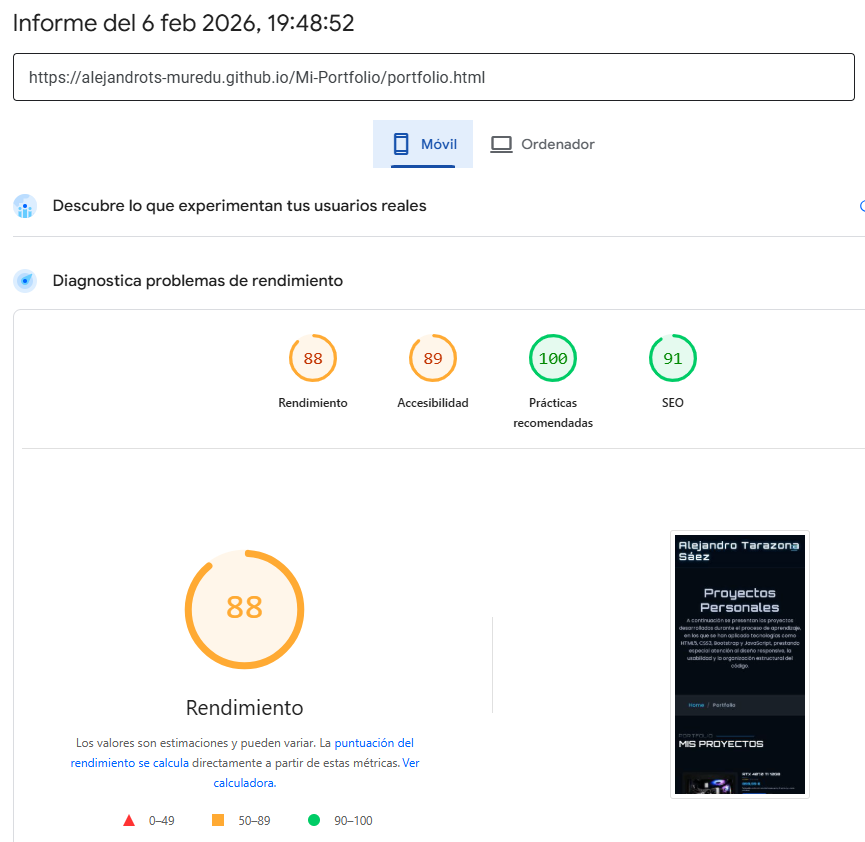 Informe del 6 feb 2026, 19:48:52
https://alejandrots-muredu.github.io/Mi-Portfolio/portfolio.html
Móvil
Ordenador
Descubre lo que experimentan tus usuarios reales
Diagnostica problemas de rendimiento
88
89
100
91
Rendimiento
Accesibilidad
Prácticas
recomendadas
SEO
88
Rendimiento
Los valores son estimaciones y pueden variar. La puntuación del
rendimiento se calcula directamente a partir de estas métricas. Ver
calculadora.
0–49
50–89
90–100
Alejandro Tarazona
Sáez
Proyectos
Personales
A continuación se presentan los proyectos
desarrollados durante el proceso de aprendizaje,
en los que se han aplicado tecnologías como
HTML5, CSS3, Bootstrap y JavaScript, prestando
especial atención al diseño responsive, la
usabilidad y la organización estructural del
código.
Home / Portfolio
PORTFOLIO
MIS PROYECTOS